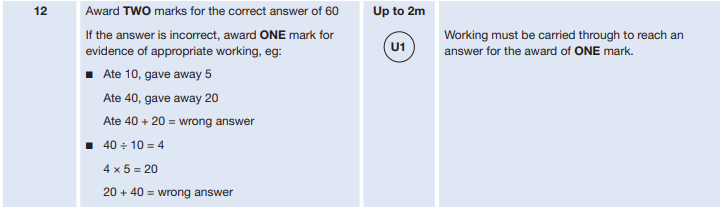 12
Award TWO marks for the correct answer of 60
Up to 2m
If the answer is incorrect, award ONE mark for
evidence of appropriate working, eg:
■ Ate 10, gave away 5
Ate 40, gave away 20
Ate 40 + 20 = wrong answer
■ 40 ÷ 10 = 4
4 × 5 = 20
20 + 40 = wrong answer
U1
Working must be carried through to reach an
answer for the award of ONE mark.